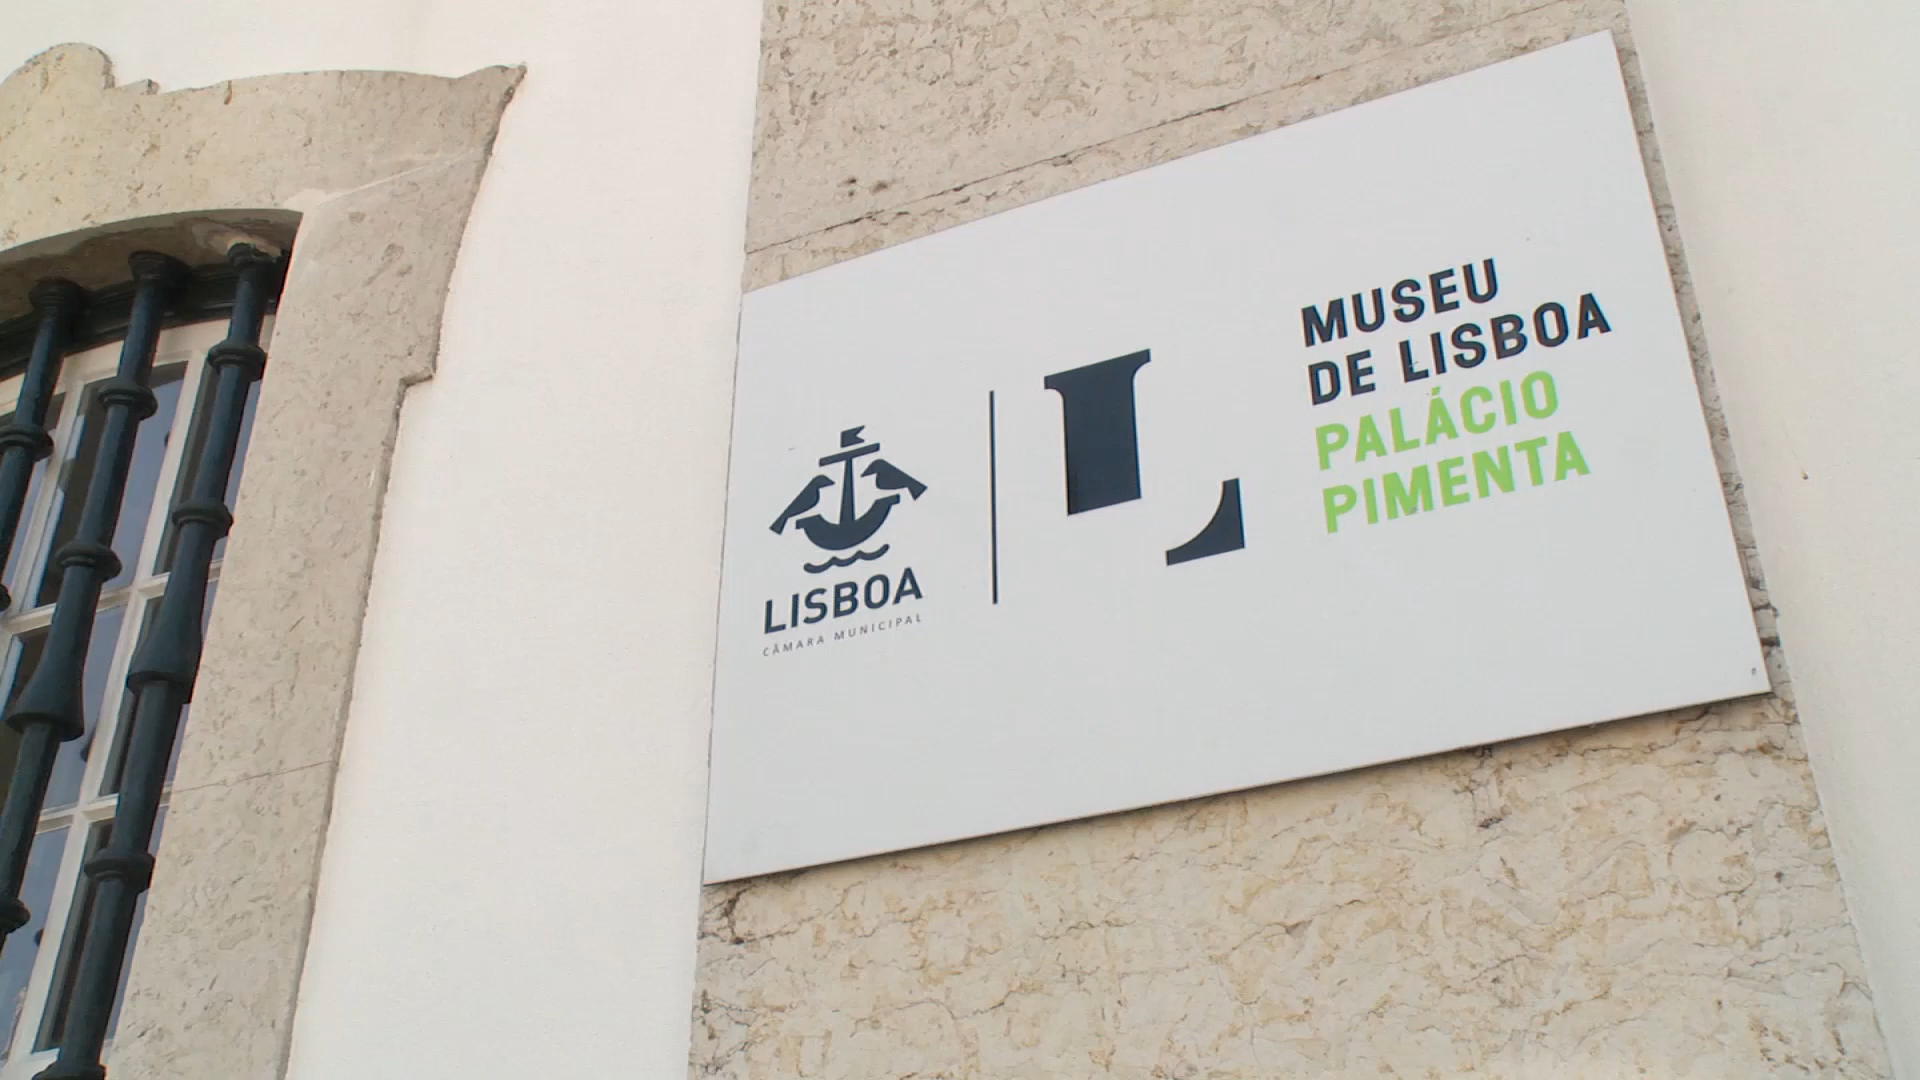 LISBOA
CÂMARA MUNICIPAL
L
MUSEU
DE LISBOA
PALÁCIO
PIMENTA